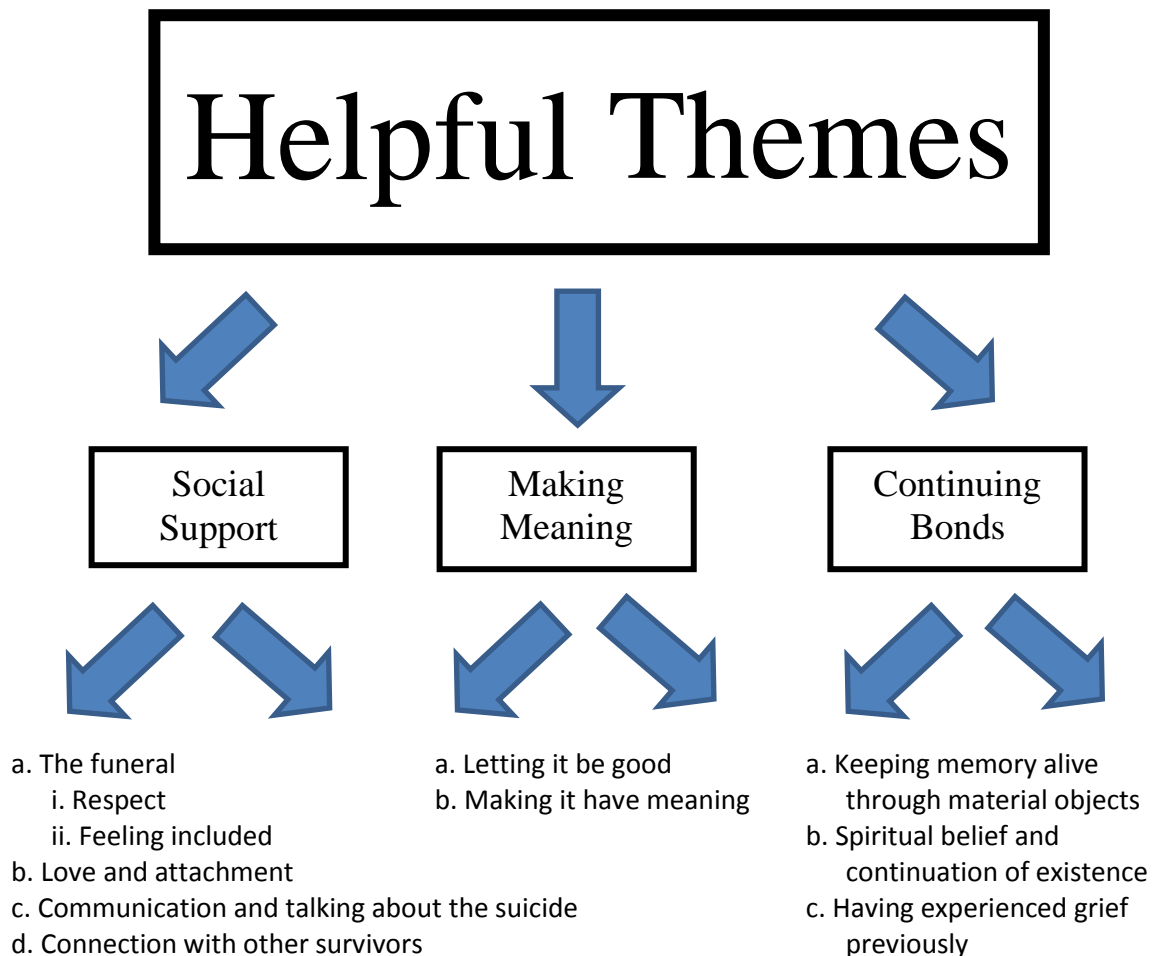 Helpful Themes
Social
Support
Making
Meaning
Continuing
Bonds
a. The funeral
i. Respect
ii. Feeling included
b. Love and attachment
c. Communication and talking about the suicide
d. Connection with other survivors
a. Letting it be good
b. Making it have meaning
a. Keeping memory alive
through material objects
b. Spiritual belief and
continuation of existence
c. Having experienced grief
previously